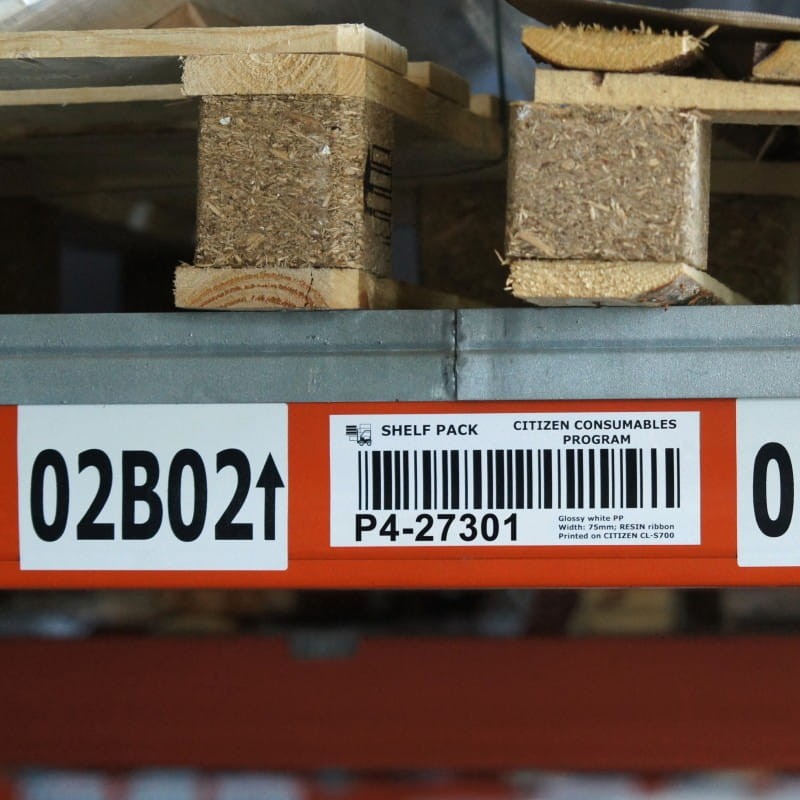 02B02↑
SHELF PACK
CITIZEN CONSUMABLES
PROGRAM
P4-27301
Glossy white PP
Width: 75mm; RESIN ribbon
Printed on CITIZEN CL-S700
0